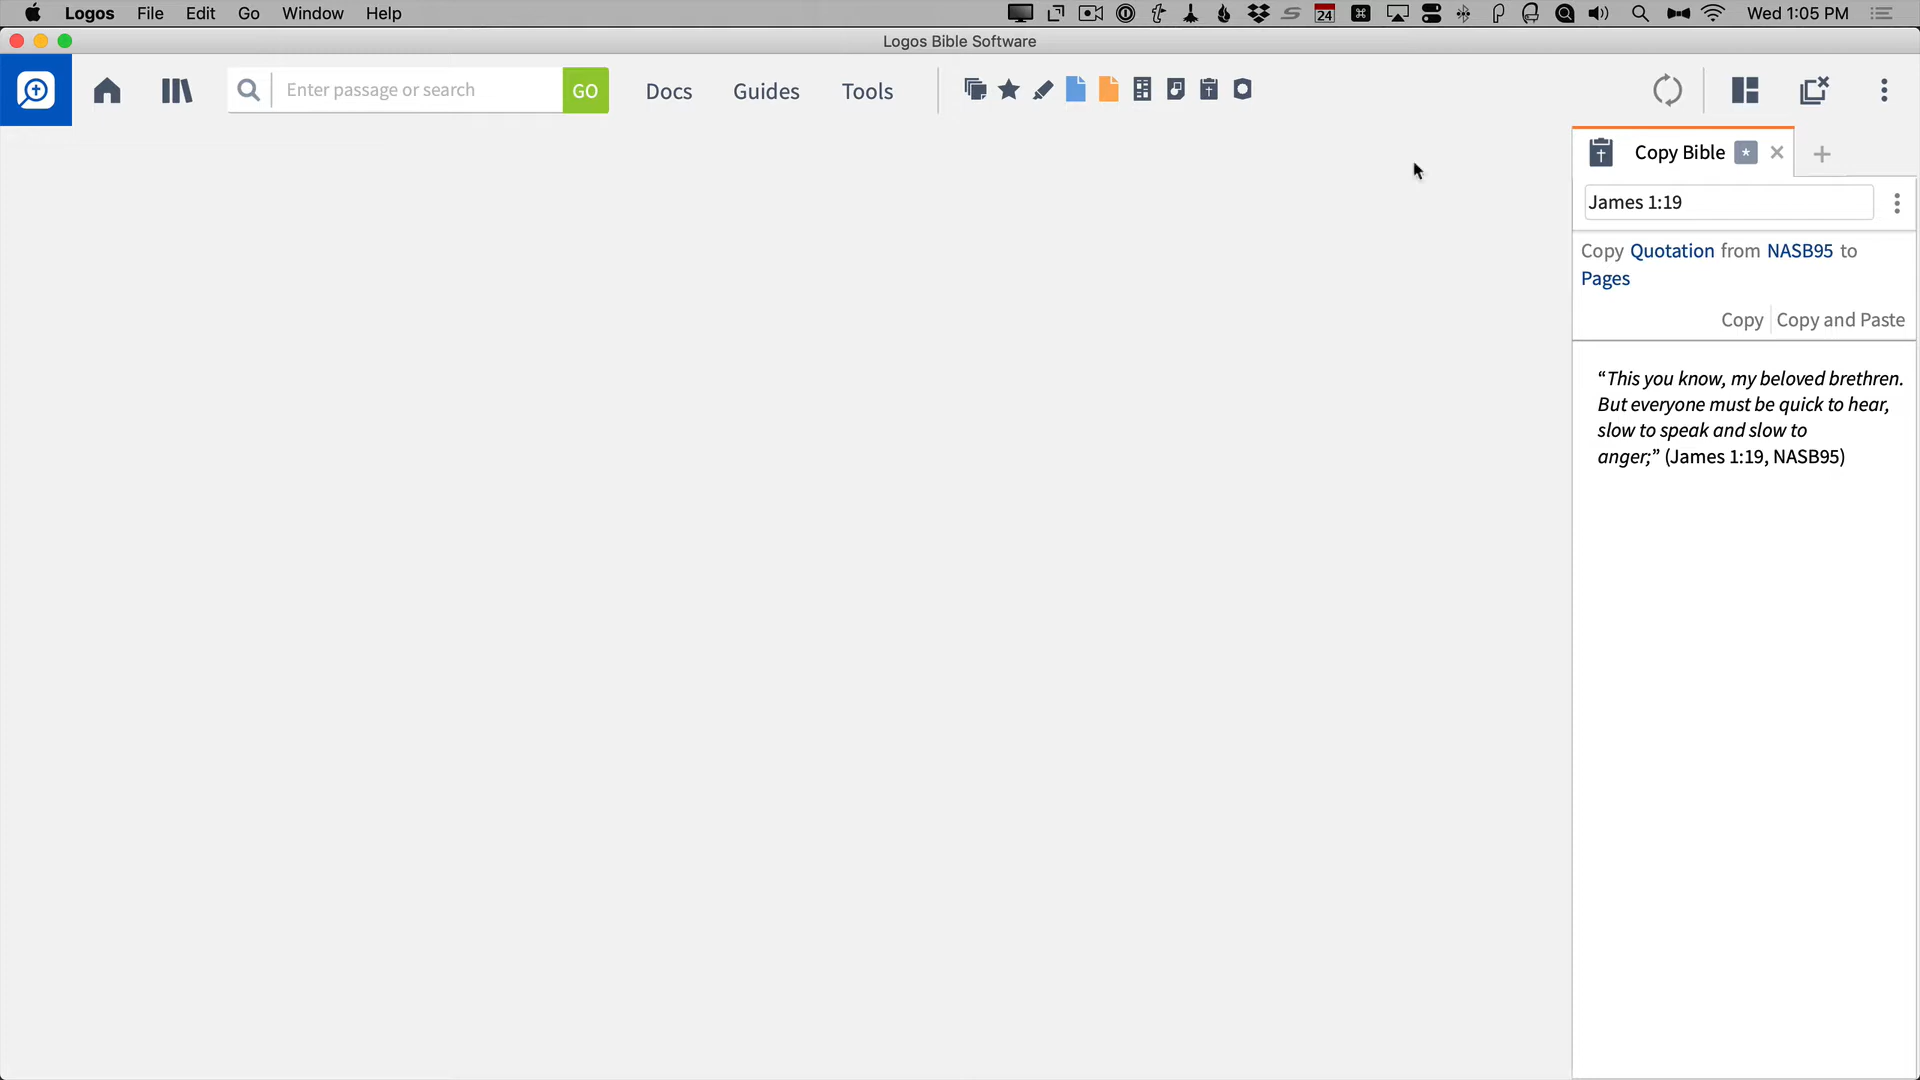 Logos File Edit Go Window Help 24 Wed 1:05 PM
Logos Bible Software
Enter passage or search GO Docs Guides Tools
Copy Bible
James 1:19
Copy Quotation from NASB95 to
Pages
Copy Copy and Paste
“This you know, my beloved brethren.
But everyone must be quick to hear,
slow to speak and slow to
anger;” (James 1:19, NASB95)